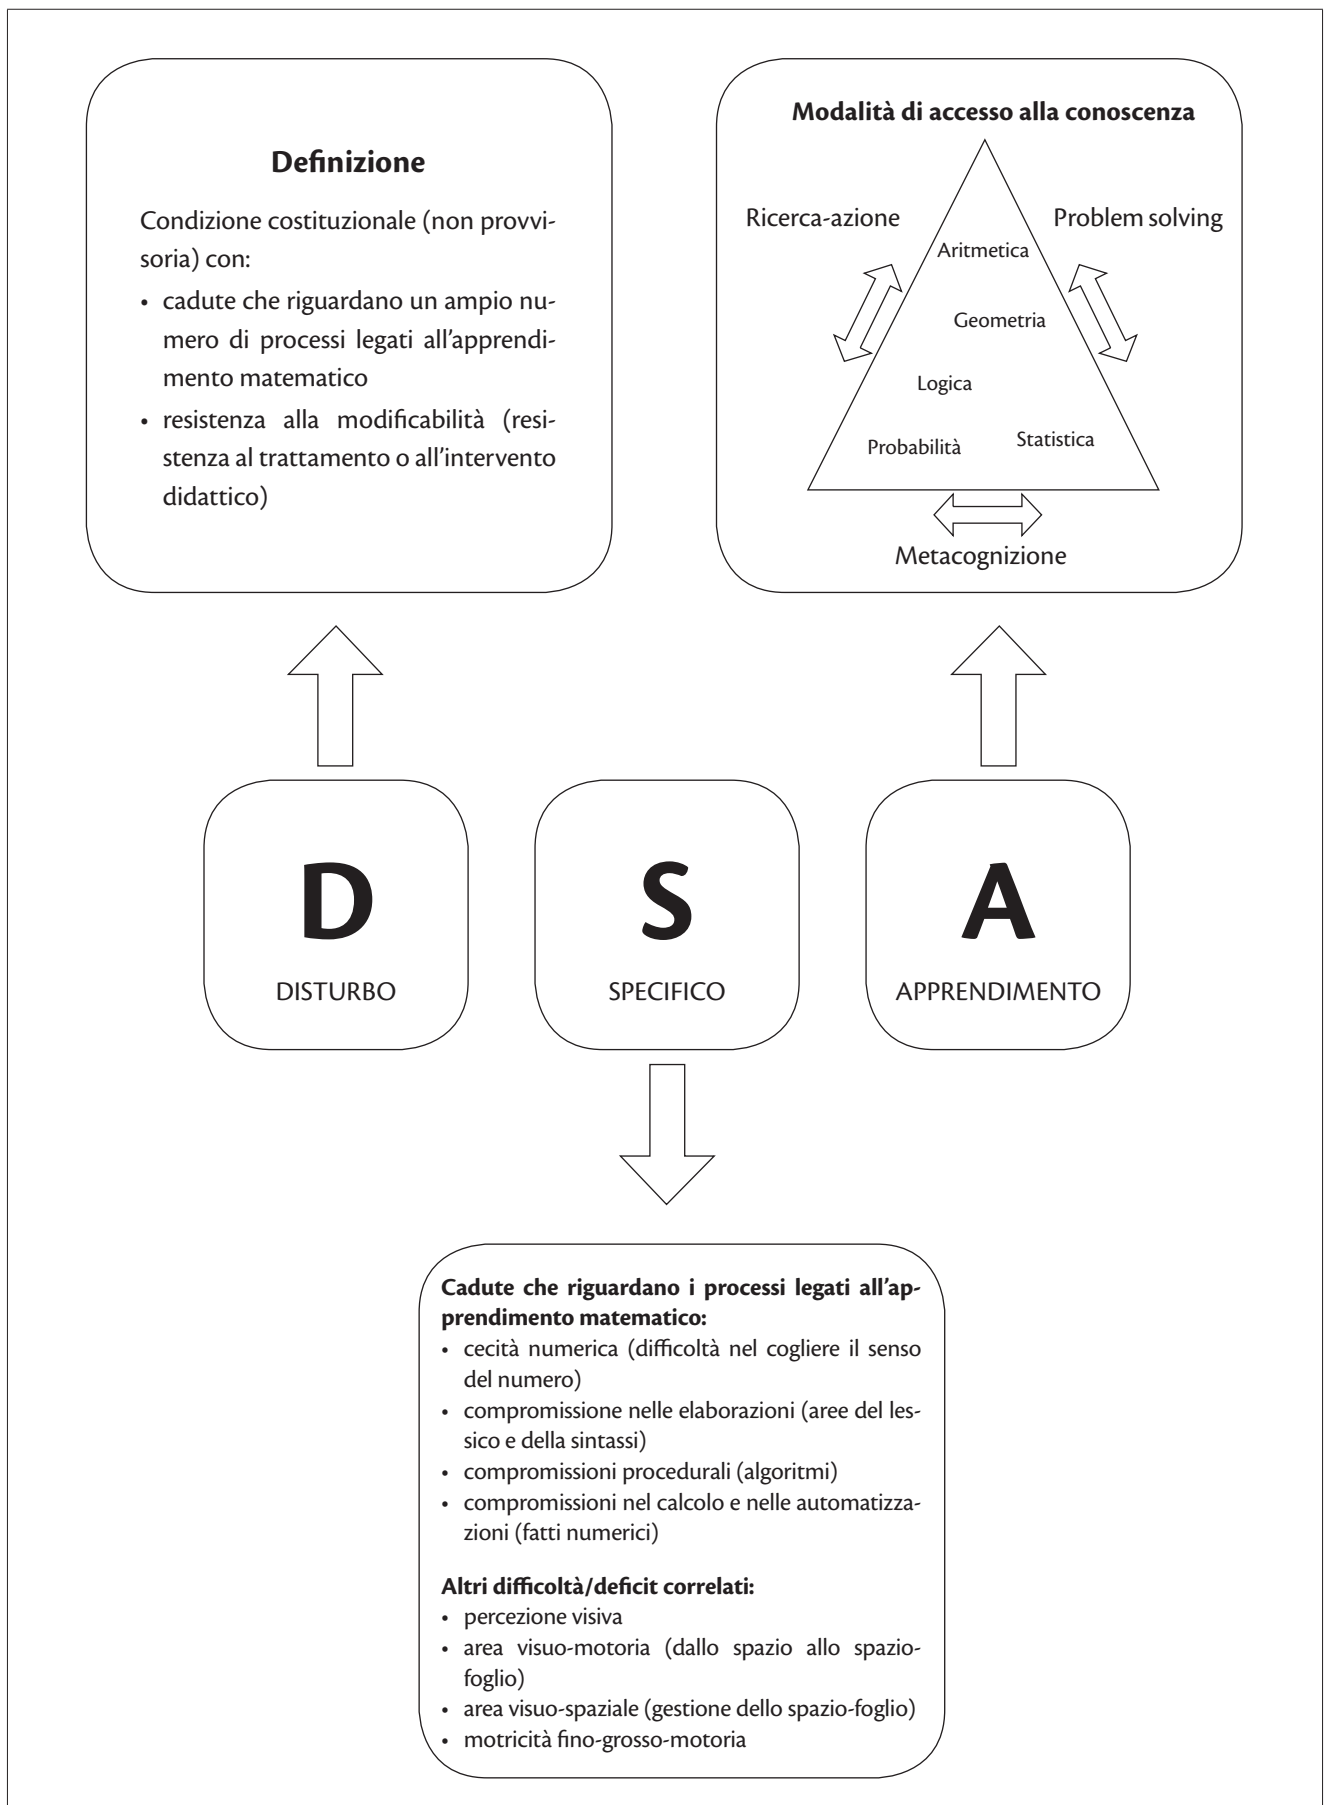 Definizione
Condizione costituzionale (non provvi-
soria) con:
• cadute che riguardano un ampio nu-
mero di processi legati all'apprendi-
mento matematico
• resistenza alla modificabilità (resi-
stenza al trattamento o all'intervento
didattico)
Modalità di accesso alla conoscenza
Ricerca-azione
Problem solving
Aritmetica
Geometria
Logica
Probabilità
Statistica
Metacognizione
D
DISTURBO
S
SPECIFICO
A
APPRENDIMENTO
Cadute che riguardano i processi legati all'ap-
prendimento matematico:
• cecità numerica (difficoltà nel cogliere il senso
del numero)
• compromissione nelle elaborazioni (aree del les-
sico e della sintassi)
• compromissioni procedurali (algoritmi)
• compromissioni nel calcolo e nelle automatizza-
zioni (fatti numerici)
Altri difficoltà/deficit correlati:
• percezione visiva
• area visuo-motoria (dallo spazio allo spazio-
foglio)
• area visuo-spaziale (gestione dello spazio-foglio)
• motricità fino-grosso-motoria